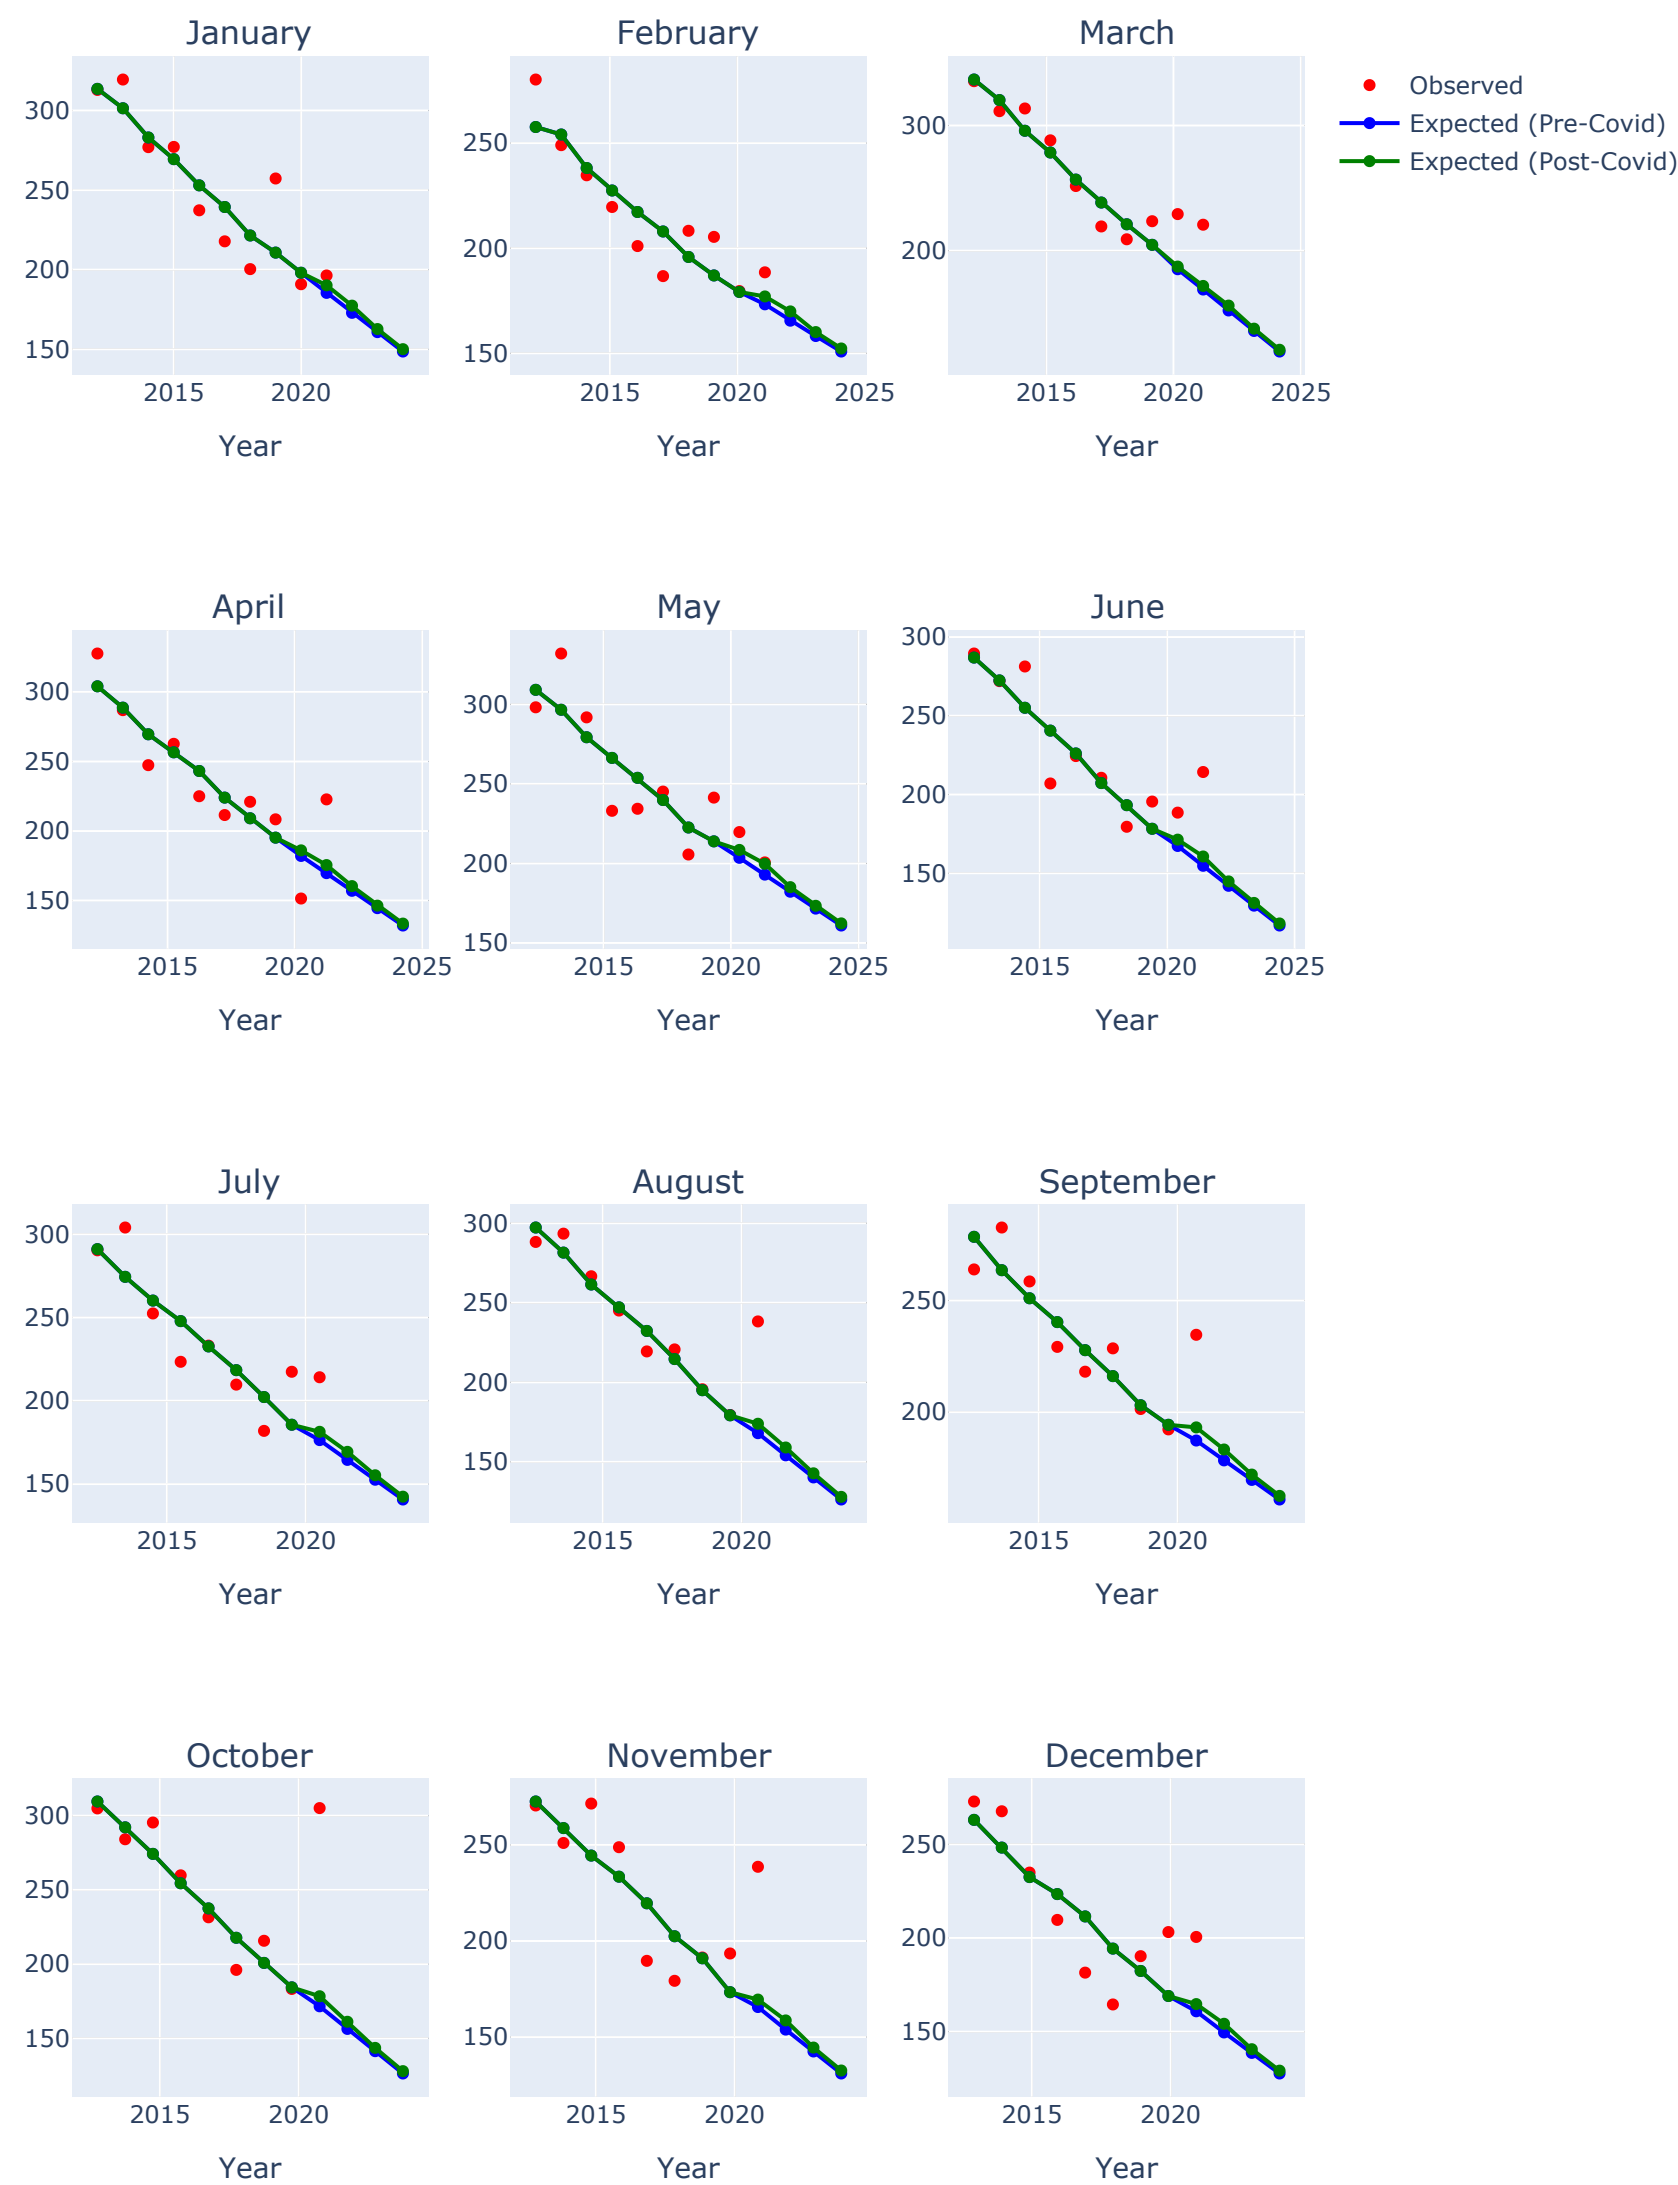 January
February
March
Observed
Expected (Pre-Covid)
Expected (Post-Covid)
300
250
200
150
2015
2020
Year
250
200
150
2015
2020
2025
Year
300
200
2015
2020
2025
Year
April
May
June
300
250
200
150
2015
2020
2025
Year
300
250
200
150
2015
2020
2025
Year
300
250
200
150
2015
2020
2025
Year
July
August
September
300
250
200
150
2015
2020
Year
300
250
200
150
2015
2020
Year
250
200
2015
2020
Year
October
November
December
300
250
200
150
2015
2020
Year
250
200
150
2015
2020
Year
250
200
150
2015
2020
Year